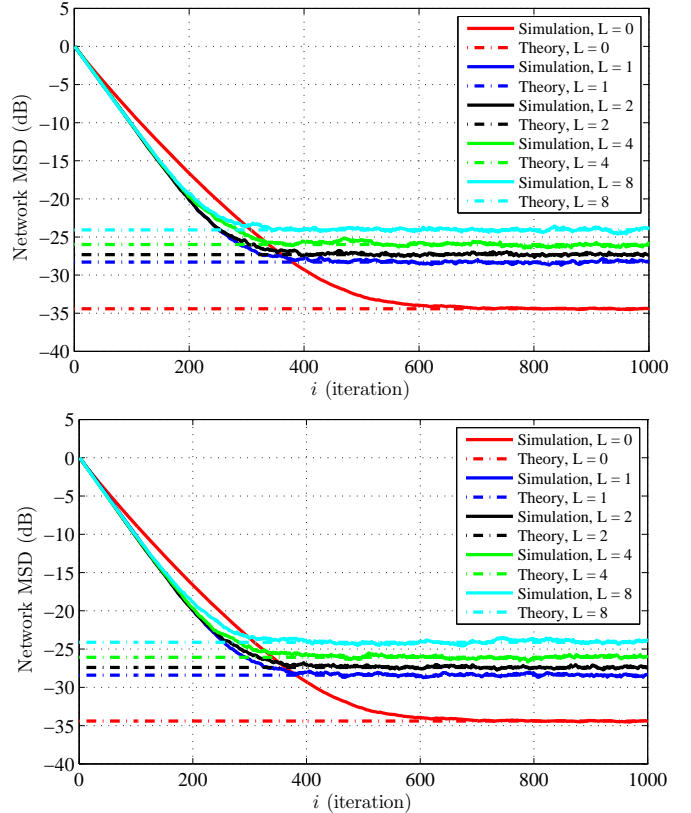 5
0
−5
−10
−15
−20
−25
−30
−35
−40
Network MSD (dB)
0 200 400 600 800 1000
i (iteration)
Simulation, L = 0
Theory, L = 0
Simulation, L = 1
Theory, L = 1
Simulation, L = 2
Theory, L = 2
Simulation, L = 4
Theory, L = 4
Simulation, L = 8
Theory, L = 8
5
0
−5
−10
−15
−20
−25
−30
−35
−40
Network MSD (dB)
0 200 400 600 800 1000
i (iteration)
Simulation, L = 0
Theory, L = 0
Simulation, L = 1
Theory, L = 1
Simulation, L = 2
Theory, L = 2
Simulation, L = 4
Theory, L = 4
Simulation, L = 8
Theory, L = 8